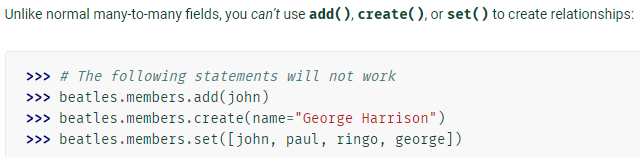 Unlike normal many-to-many fields, you can't use add(), create(), or set() to create relationships:
>>> # The following statements will not work
>>> beatles.members.add(john)
>>> beatles.members.create(name="George Harrison")
>>> beatles.members.set([john, paul, ringo, george])